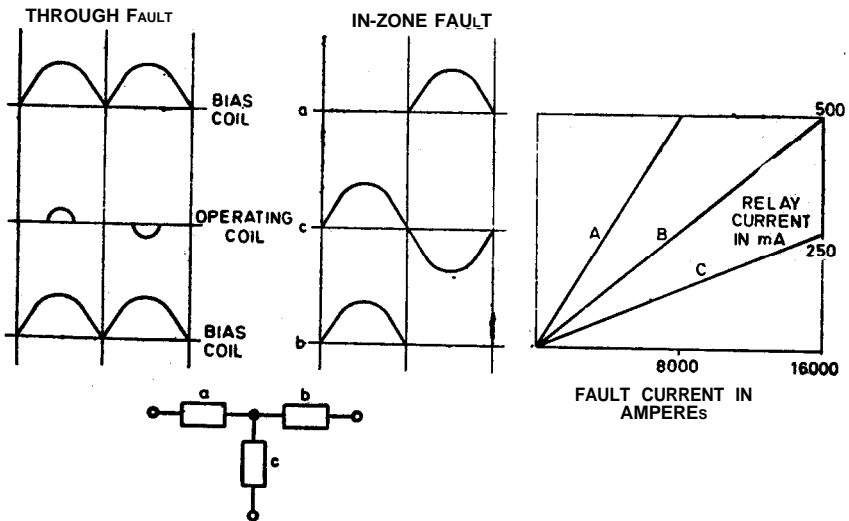 THROUGH FAULT
BIAS
COIL
OPERATING
COIL
BIAS
COIL
IN-ZONE FAULT
a
c
b
500
A
B
RELAY
CURRENT
IN mA
250
C
8000
16000
FAULT CURRENT IN
AMPEREs
a
b
c